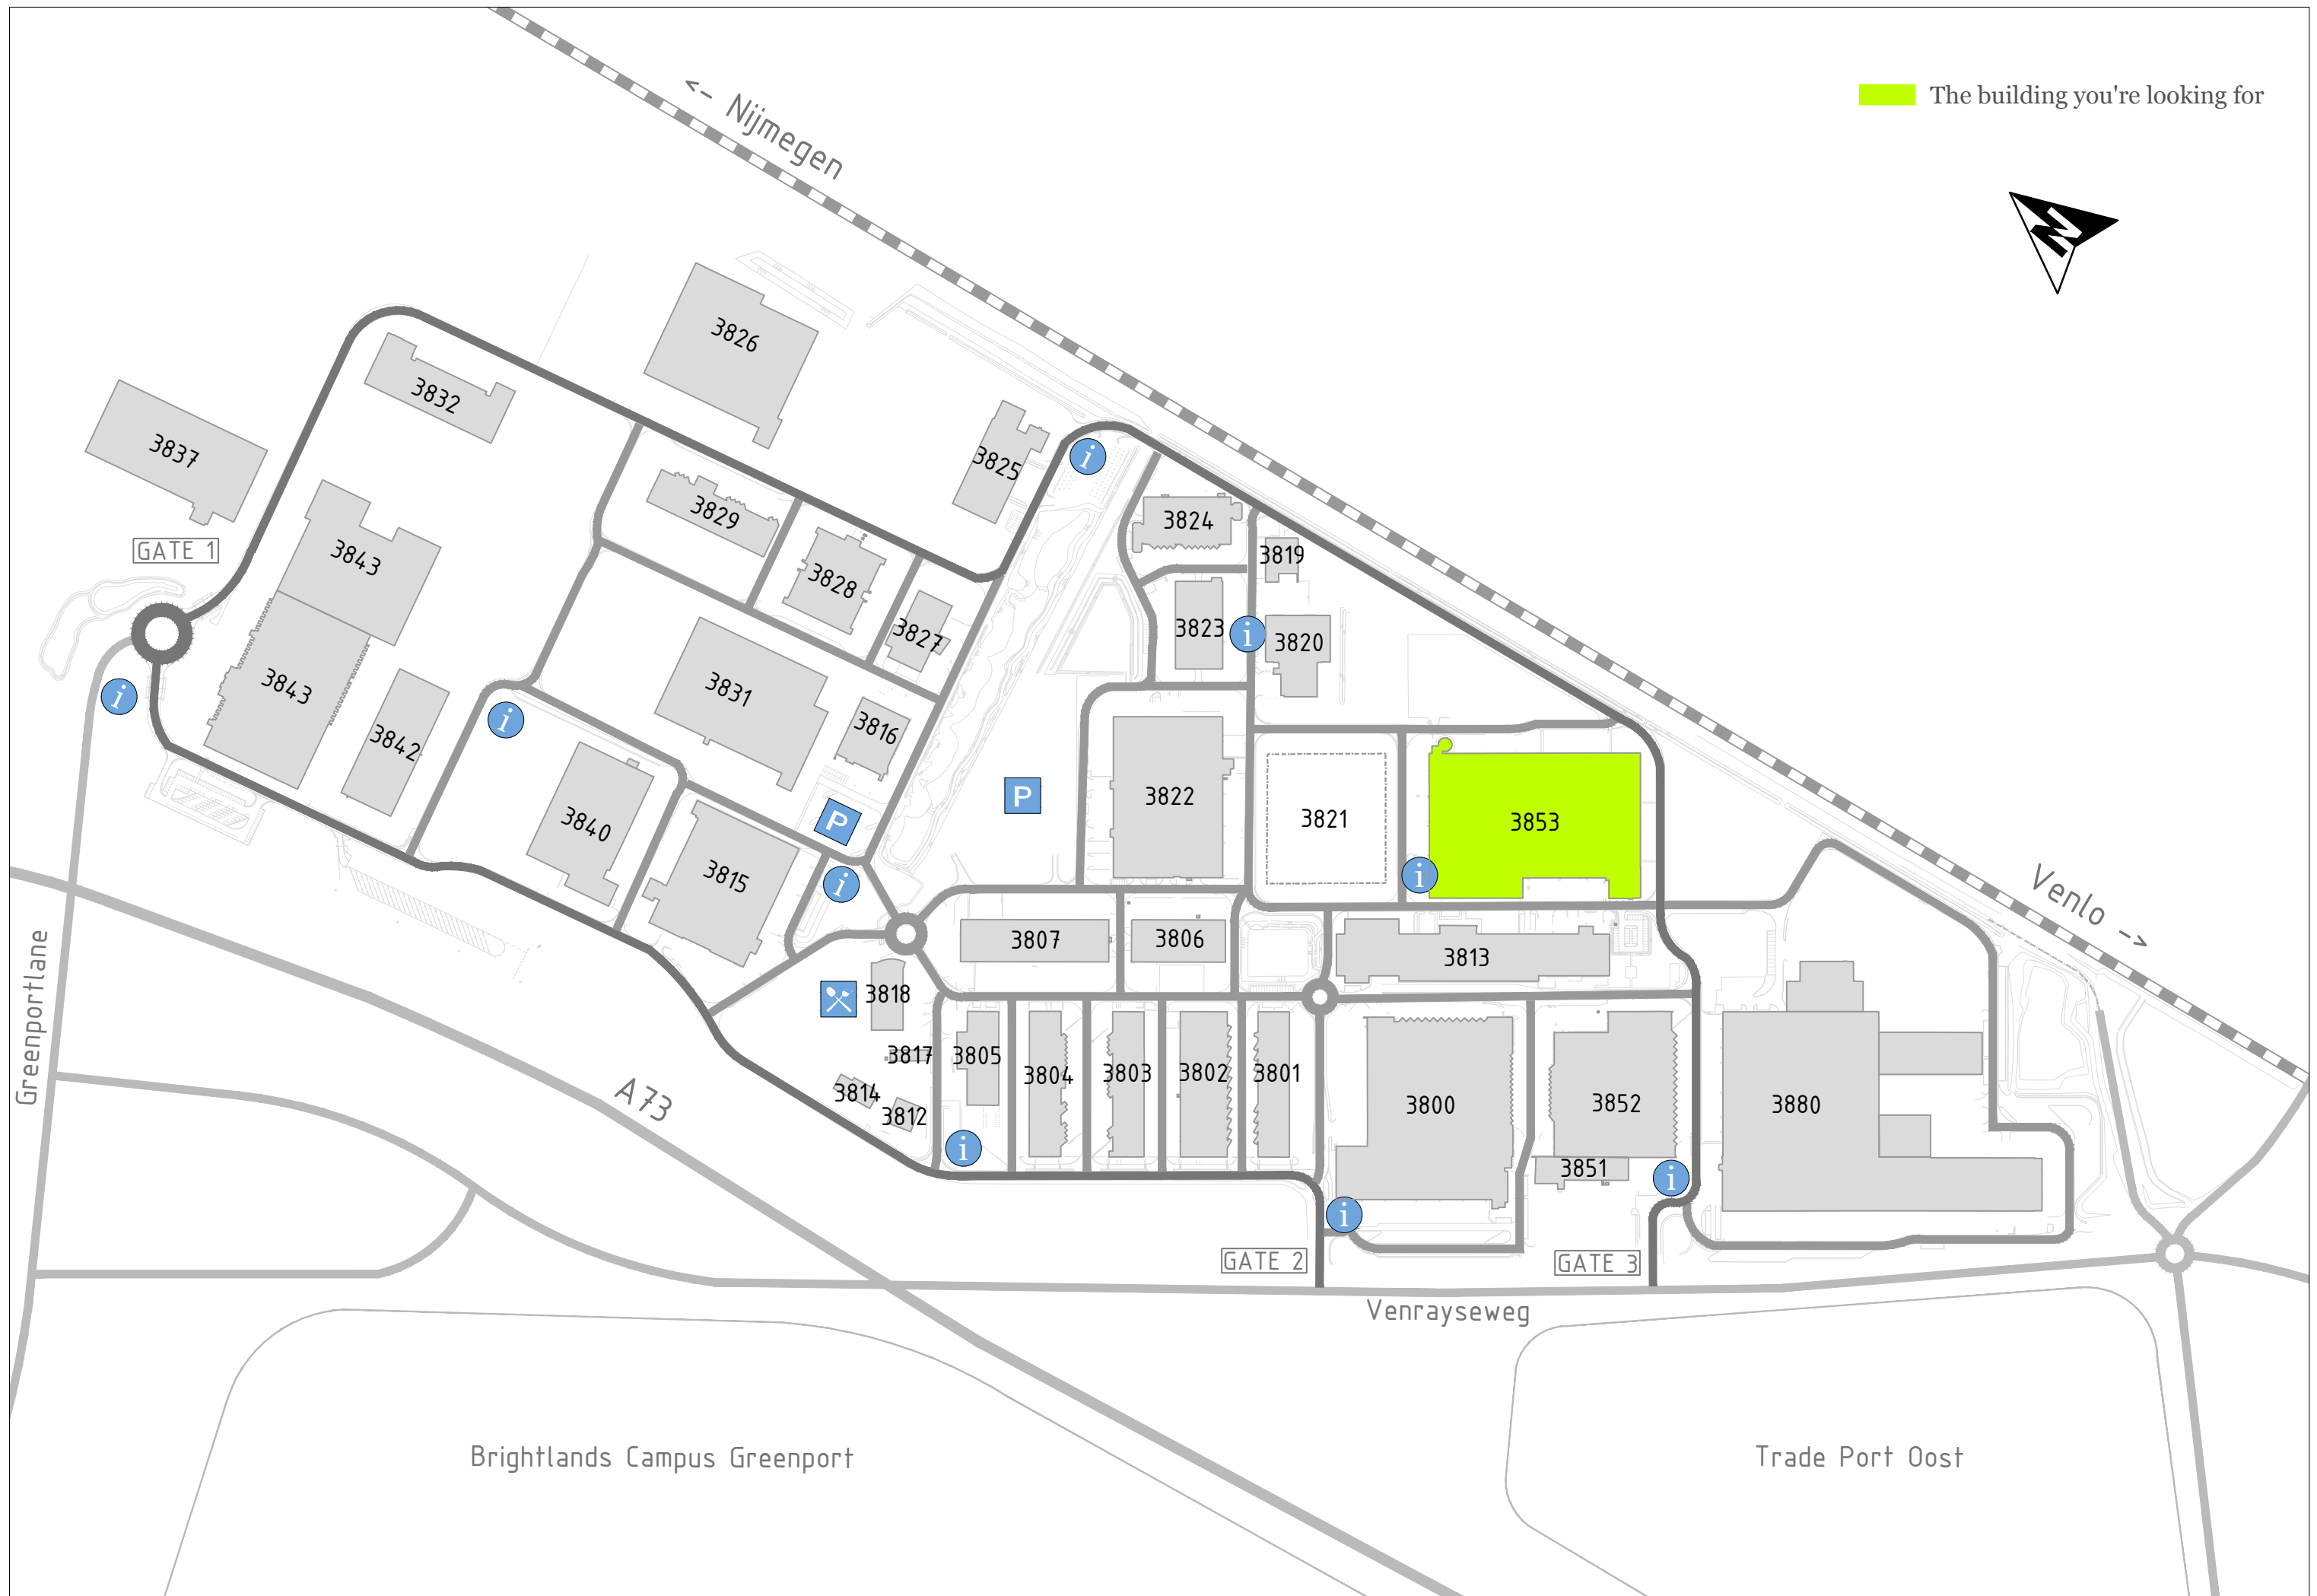 <- Nijmegen
The building you're looking for
N
3826
3832
3837
3825
3829
3824
GATE 1
3843
3819
3828
3823
3827
3820
3843
3831
3816
3842
i
i
i
i
P
3822
3821
3853
P
3840
3815
i
i
Venlo ->
3807
3806
3813
Greenportlane
3818
3817
3805
3804
3803
3802
3801
3814
3812
A73
3800
3852
3880
i
3851
i
i
GATE 2
GATE 3
Venrayseweg
Brightlands Campus Greenport
Trade Port Oost